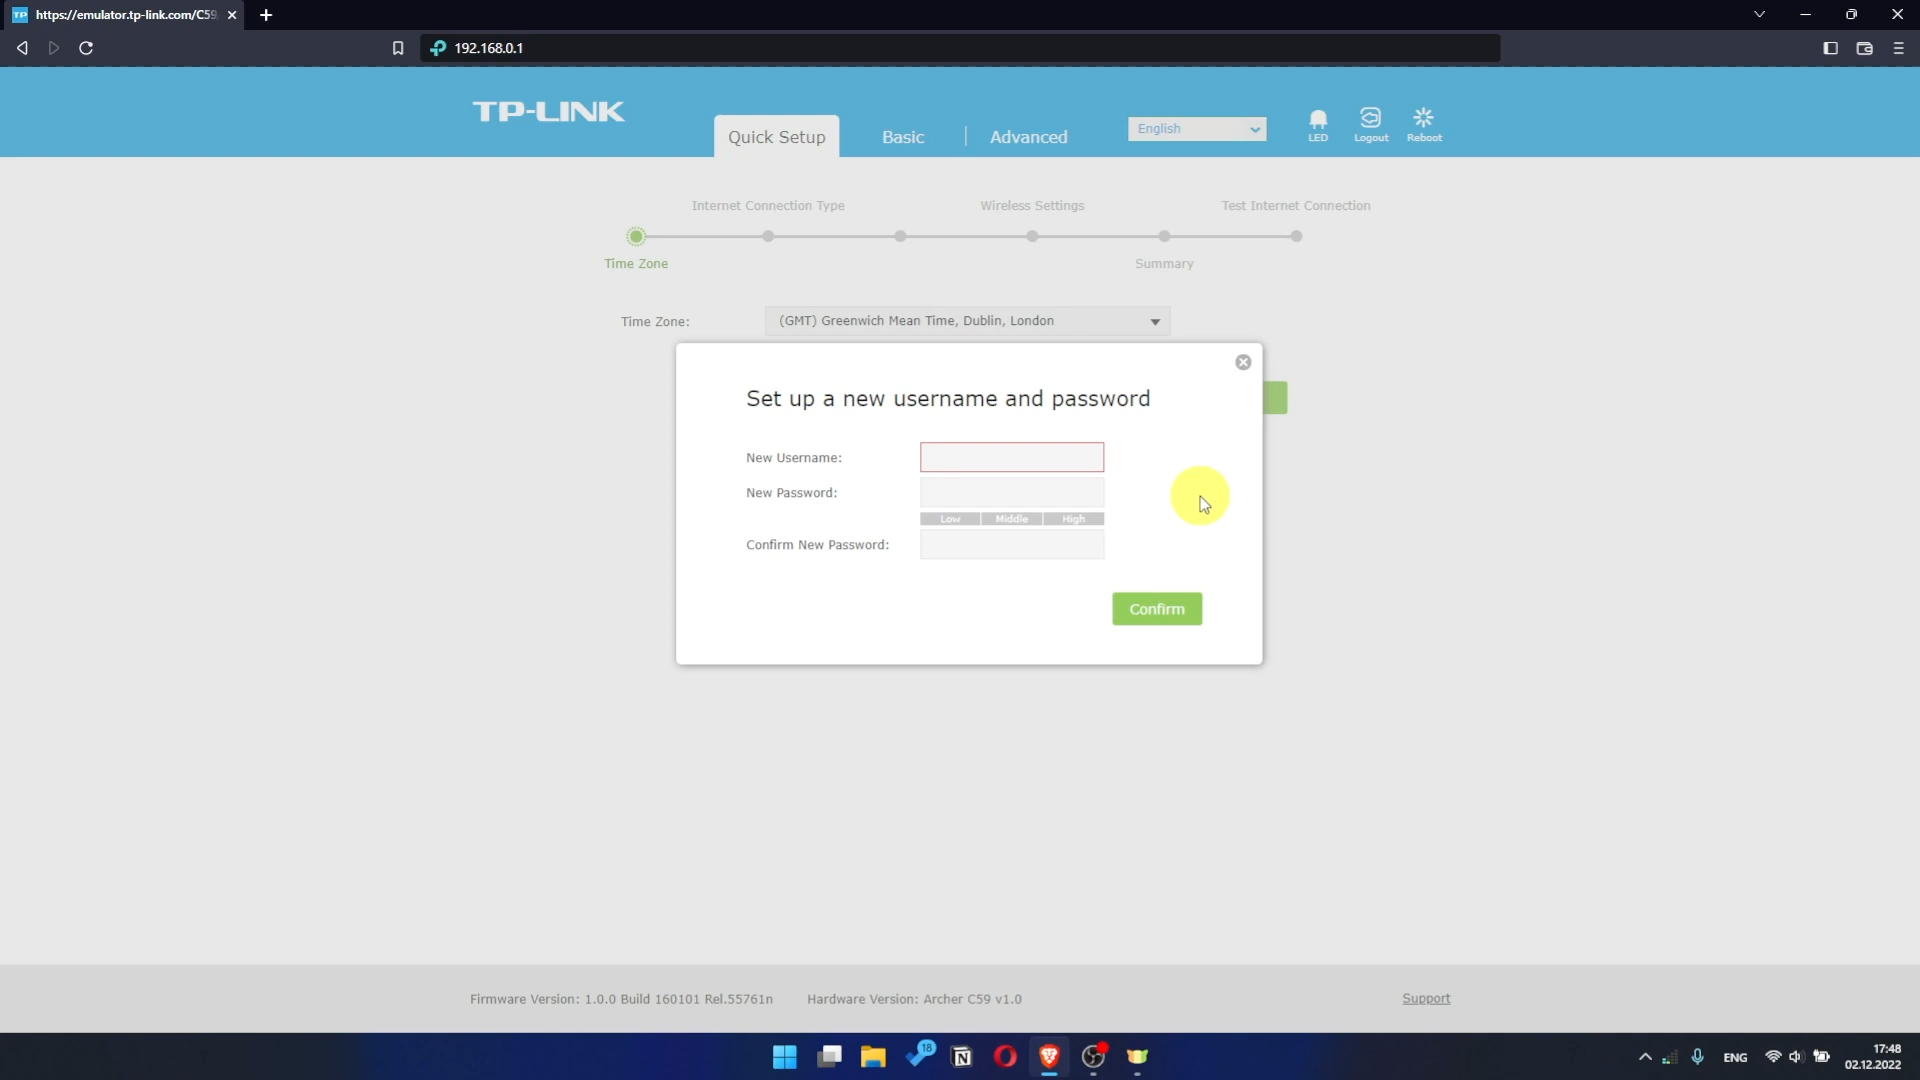 https://emulator.tp-link.com/C59
192.168.0.1
TP-LINK
Quick Setup
Basic
Advanced
English
LED
Logout
Reboot
Internet Connection Type
Wireless Settings
Test Internet Connection
Time Zone
Summary
Time Zone:
(GMT) Greenwich Mean Time, Dublin, London
Set up a new username and password
New Username:
New Password:
Low Middle High
Confirm New Password:
Confirm
Firmware Version: 1.0.0 Build 160101 Rel.55761n
Hardware Version: Archer C59 v1.0
Support
18
ENG
17:48
02.12.2022